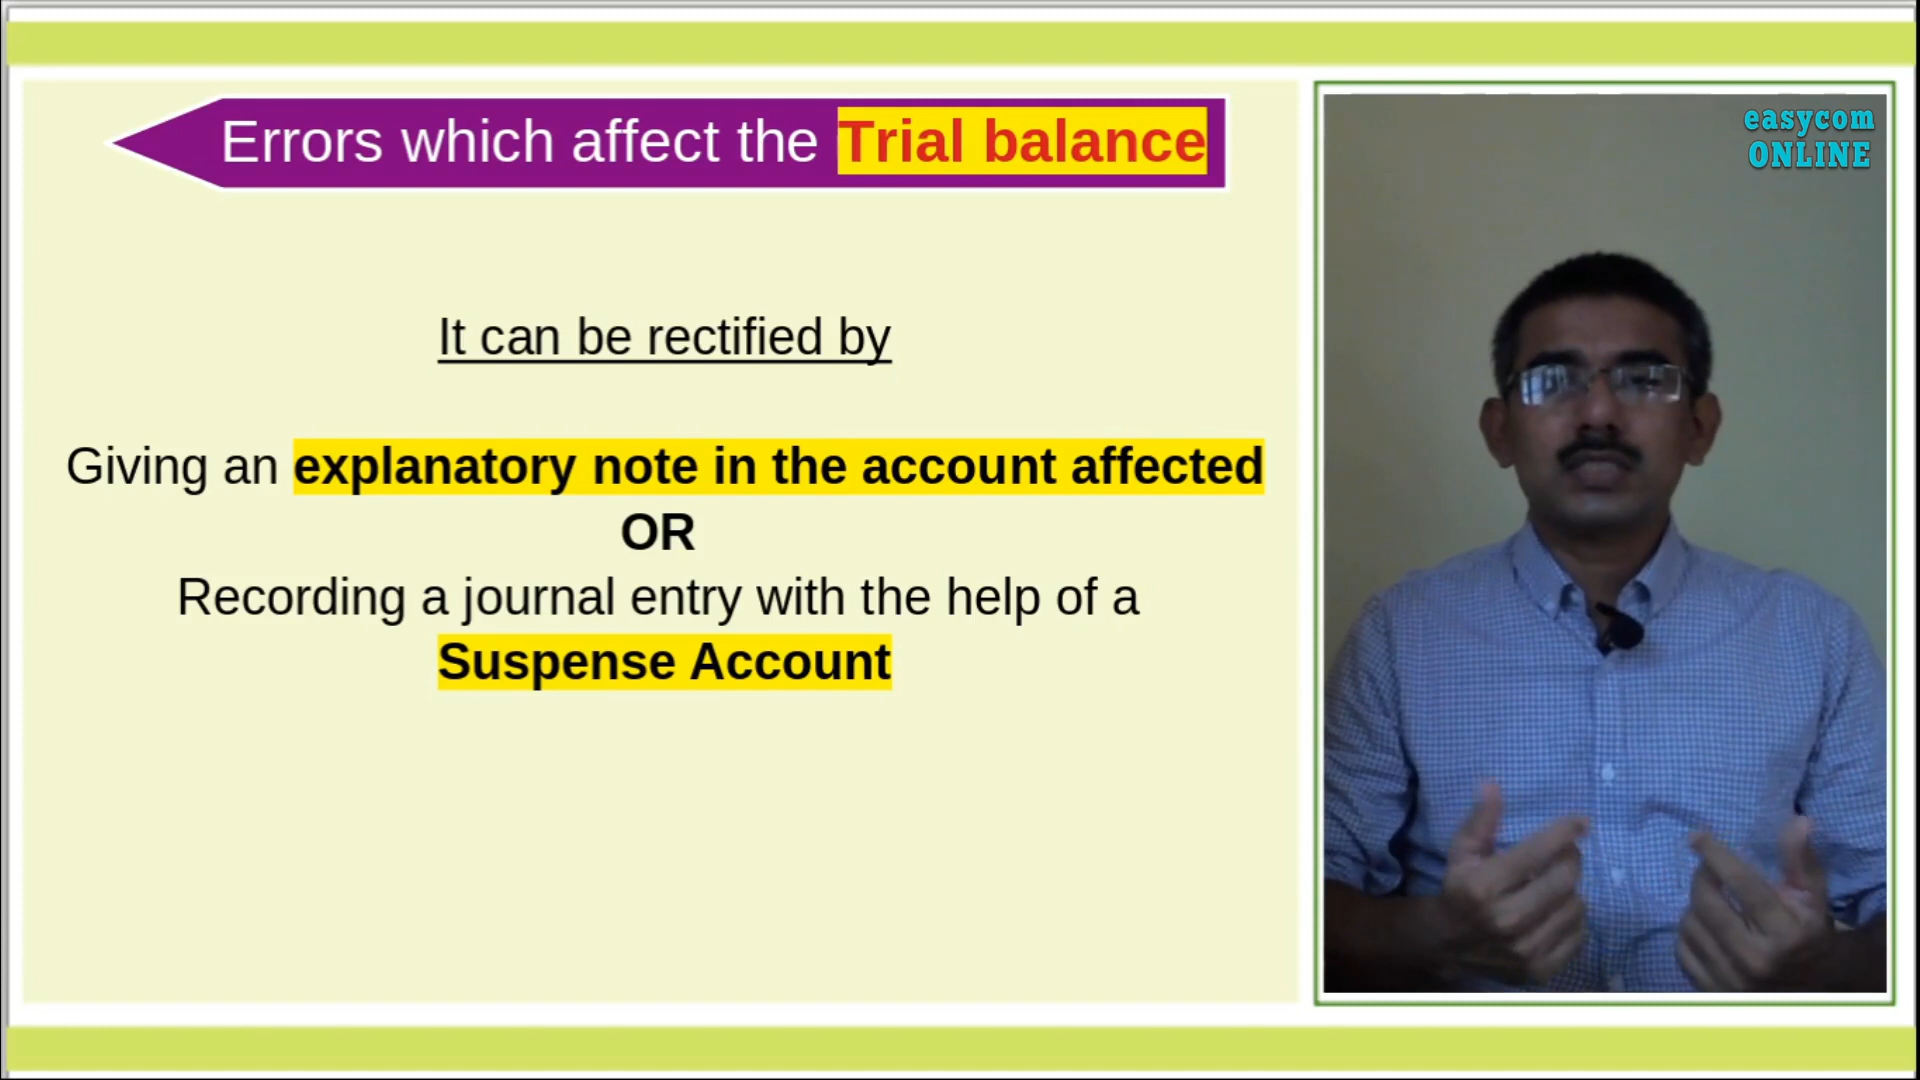 Errors which affect the Trial balance
easycom
ONLINE
It can be rectified by
Giving an explanatory note in the account affected
OR
Recording a journal entry with the help of a
Suspense Account